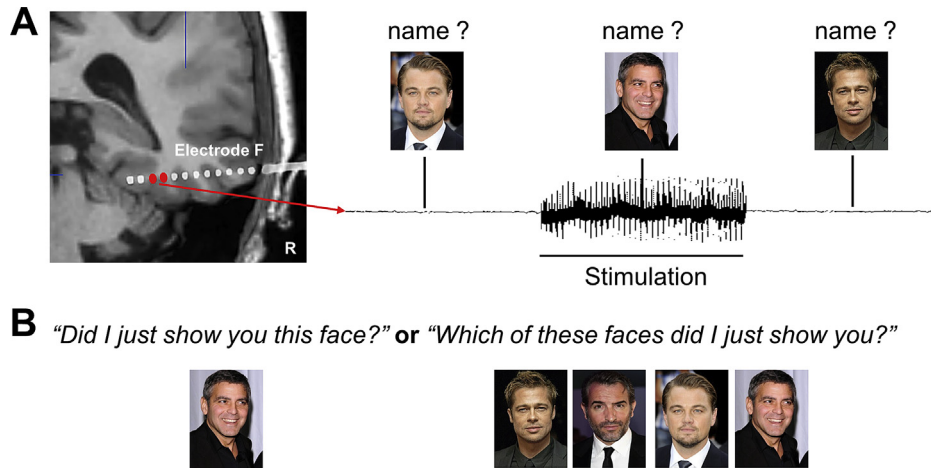 A
name ?
name ?
name ?
Electrode F
R
Stimulation
B
“Did I just show you this face?” or “Which of these faces did I just show you?”